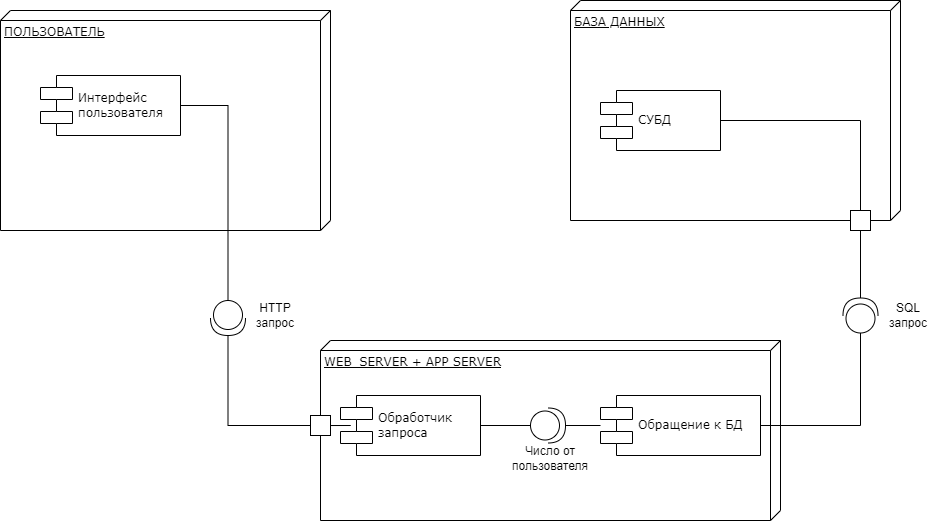 ПОЛЬЗОВАТЕЛЬ
Интерфейс
пользователя
БАЗА ДАННЫХ
СУБД
HTTP
запрос
SQL
запрос
WEB SERVER + APP SERVER
Обработчик
запроса
Число от
пользователя
Обращение к БД